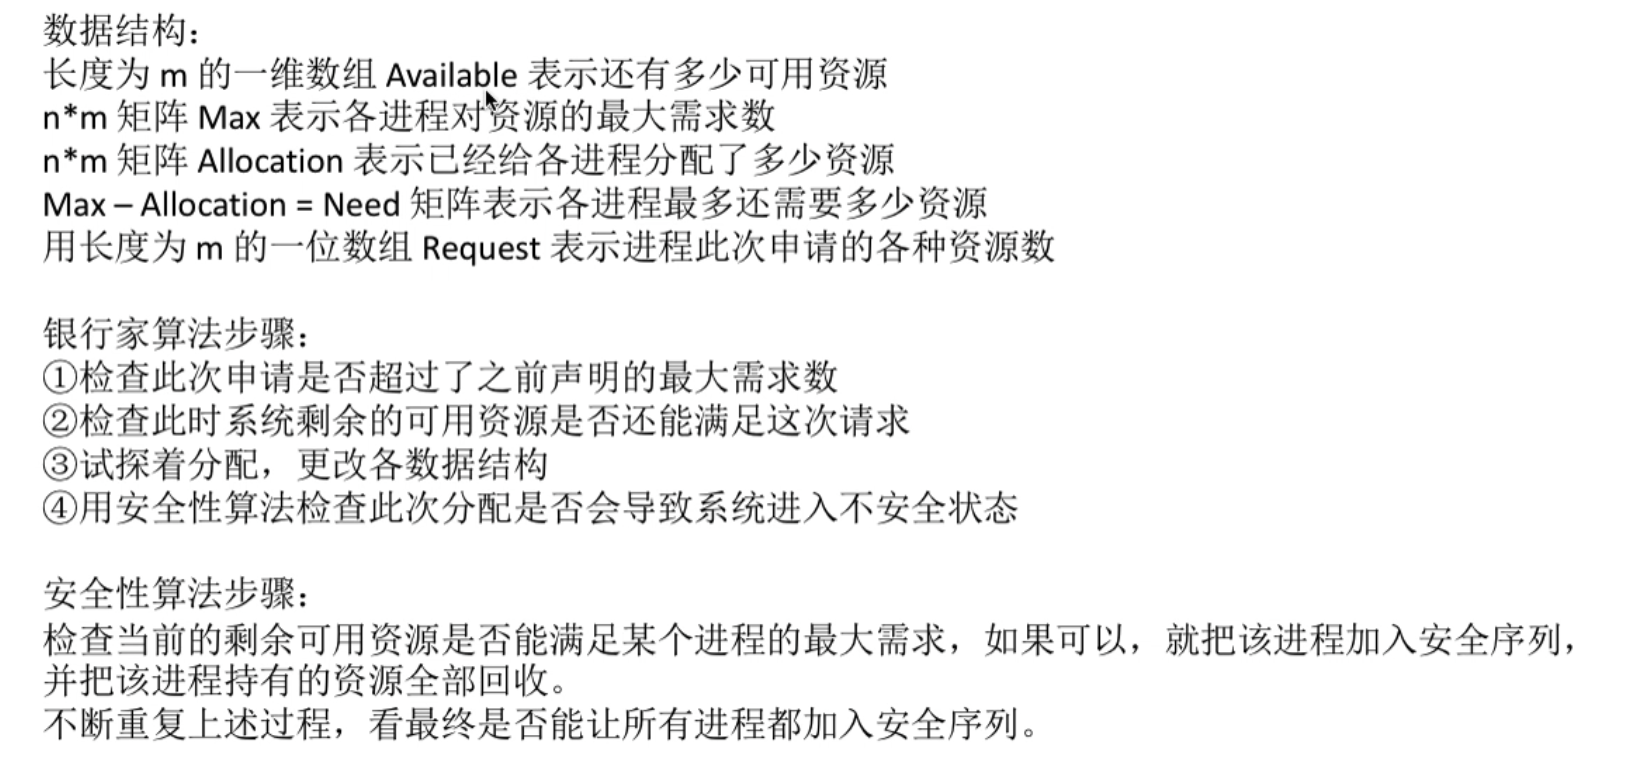 数据结构：
长度为 m 的一维数组 Available 表示还有多少可用资源
n*m 矩阵 Max 表示各进程对资源的最大需求数
n*m 矩阵 Allocation 表示已经给各进程分配了多少资源
Max – Allocation = Need 矩阵表示各进程最多还需要多少资源
用长度为 m 的一位数组 Request 表示进程此次申请的各种资源数
银行家算法步骤：
①检查此次申请是否超过了之前声明的最大需求数
②检查此时系统剩余的可用资源是否还能满足这次请求
③试探着分配，更改各数据结构
④用安全性算法检查此次分配是否会导致系统进入不安全状态
安全性算法步骤：
检查当前的剩余可用资源是否能满足某个进程的最大需求，如果可以，就把该进程加入安全序列，
并把该进程持有的资源全部回收。
不断重复上述过程，看最终是否能让所有进程都加入安全序列。